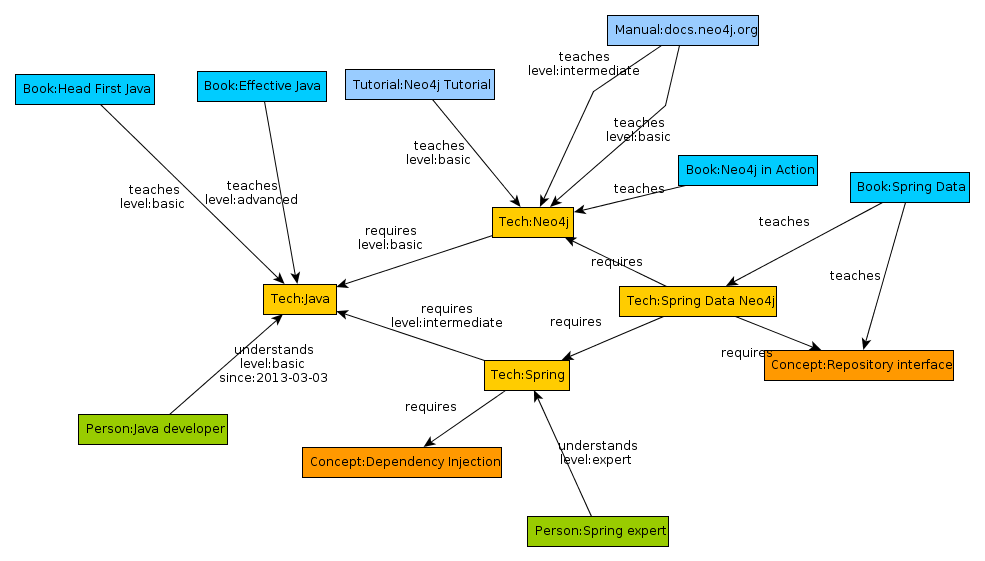 Manual:docs.neo4j.org
teaches
level:intermediate
Book:Head First Java
Book:Effective Java
Tutorial:Neo4j Tutorial
teaches
level:basic
teaches
level:basic
Book:Neo4j in Action
Book:Spring Data
teaches
level:basic
teaches
level:advanced
teaches
Tech:Neo4j
teaches
requires
level:basic
requires
teaches
Tech:Java
Tech:Spring Data Neo4j
requires
level:intermediate
requires
understands
level:basic
since:2013-03-03
requires
Concept:Repository interface
Tech:Spring
requires
Person:Java developer
understands
level:expert
Concept:Dependency Injection
Person:Spring expert